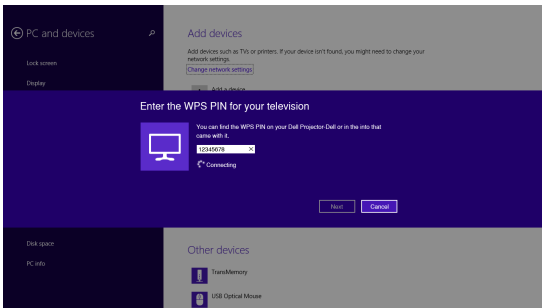 PC and devices
Lock screen
Display
Add devices
Add devices such as TVs or printers. If your device isn't found, you might need to change your
network settings.
Change network settings
Add a device
Enter the WPS PIN for your television
You can find the WPS PIN on your Dell Projector-Dell or in the into that
came with it.
12345678
Connecting
Next
Cancel
Disk space
PC info
Other devices
TransMemory
USB Optical Mouse